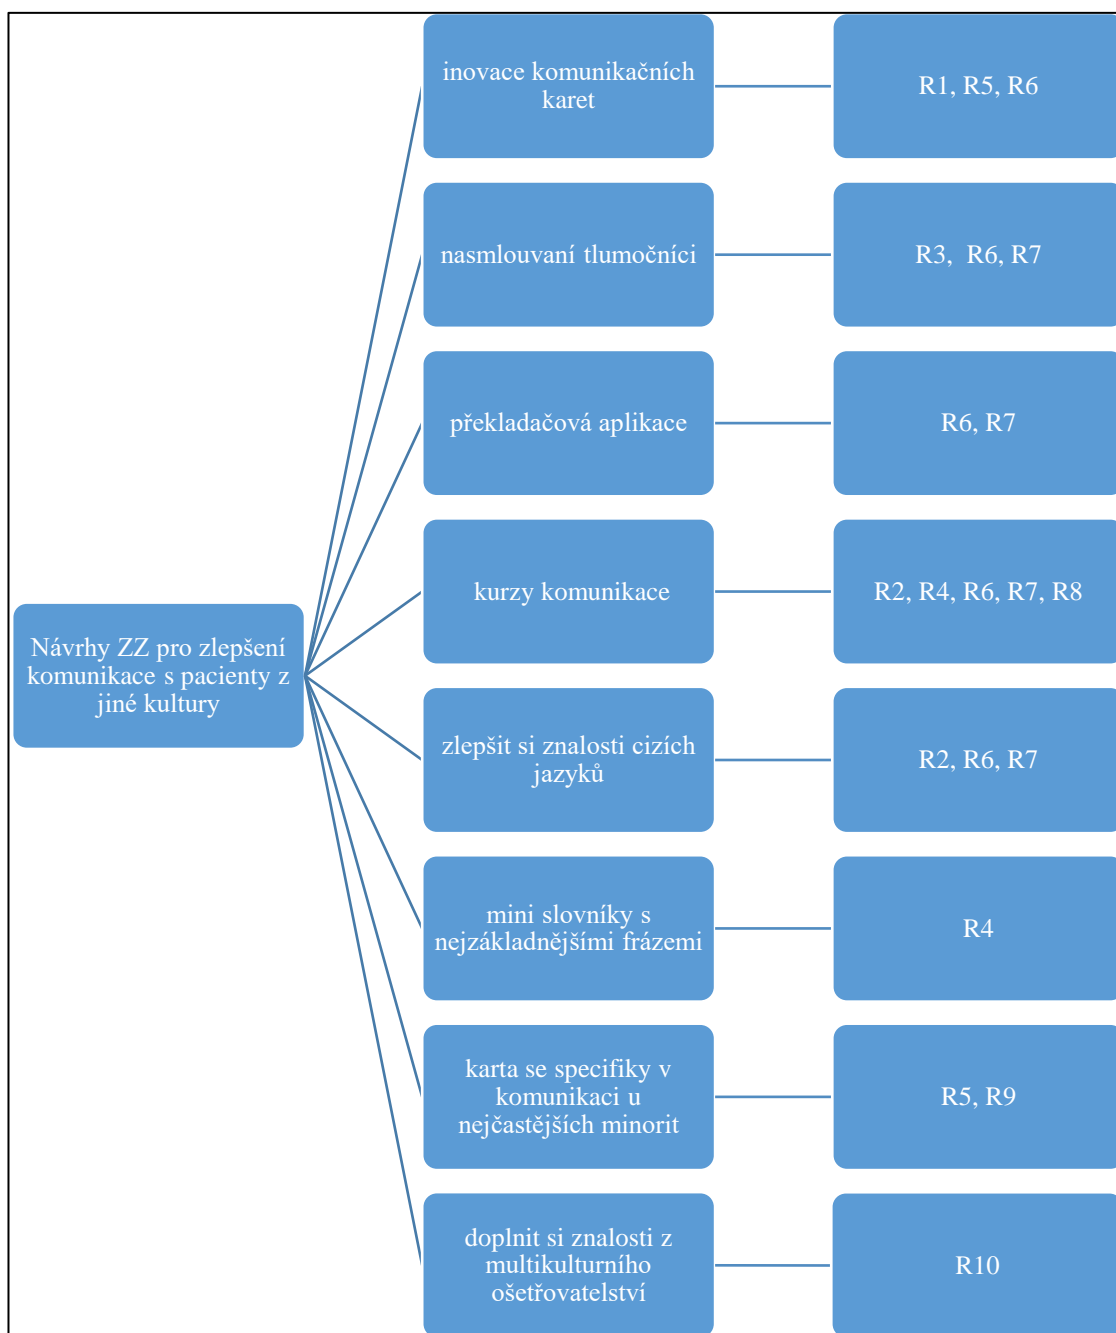 inovace komunikačních
karet
R1, R5, R6
nasmlouvaní tlumočníci
R3,  R6, R7
překladačová aplikace
R6, R7
kurzy komunikace
R2, R4, R6, R7, R8
Návrhy ZZ pro zlepšení
komunikace s pacienty z
jiné kultury
zlepšit si znalosti cizích
jazyků
R2, R6, R7
mini slovníky s
nejzákladnějšími frázemi
R4
karta se specifiky v
komunikaci u
nejčastějších minorit
R5, R9
doplnit si znalosti z
multikulturního
ošetřovatelství
R10